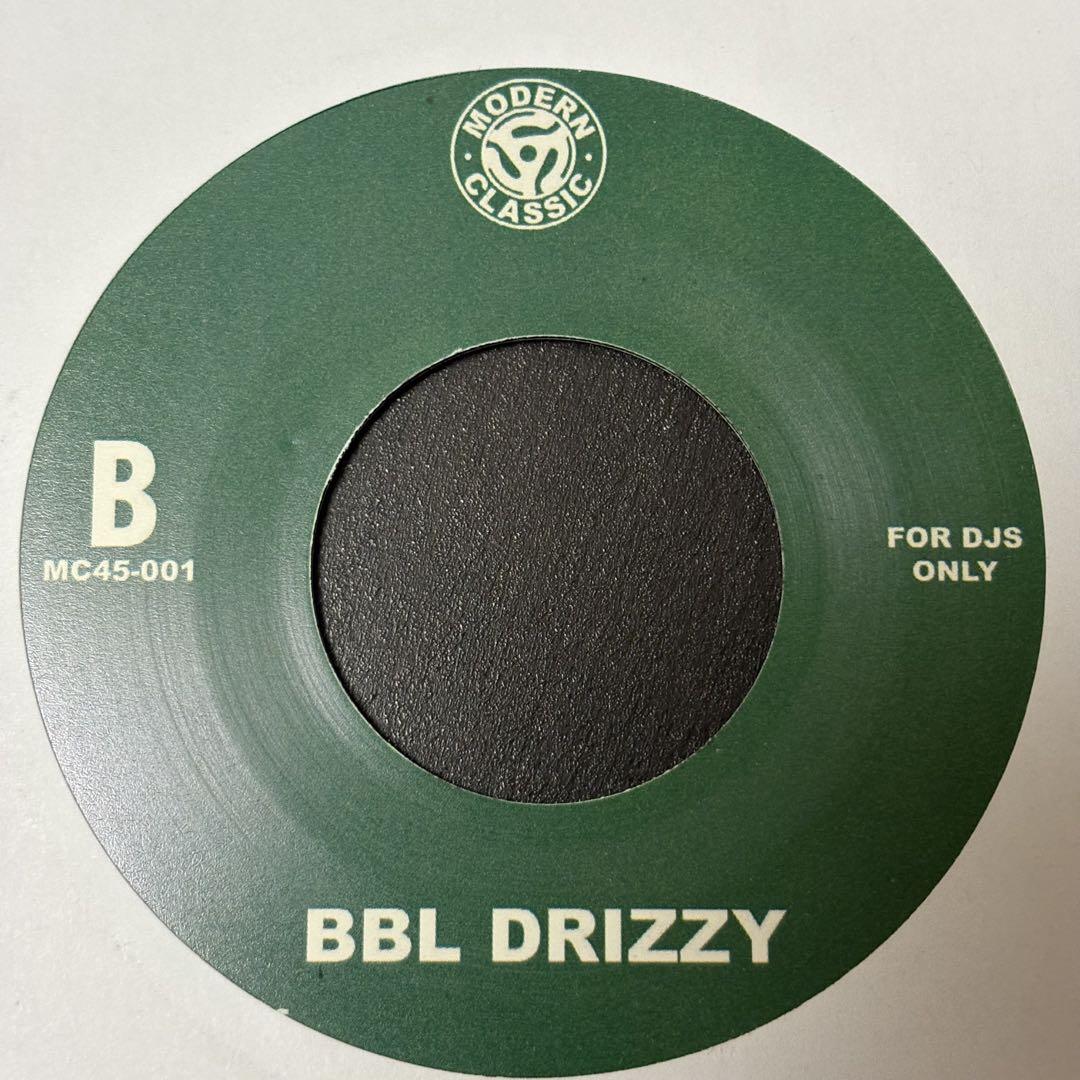 MODERN
CLASSIC
B
MC45-001
FOR DJS
ONLY
BBL DRIZZY